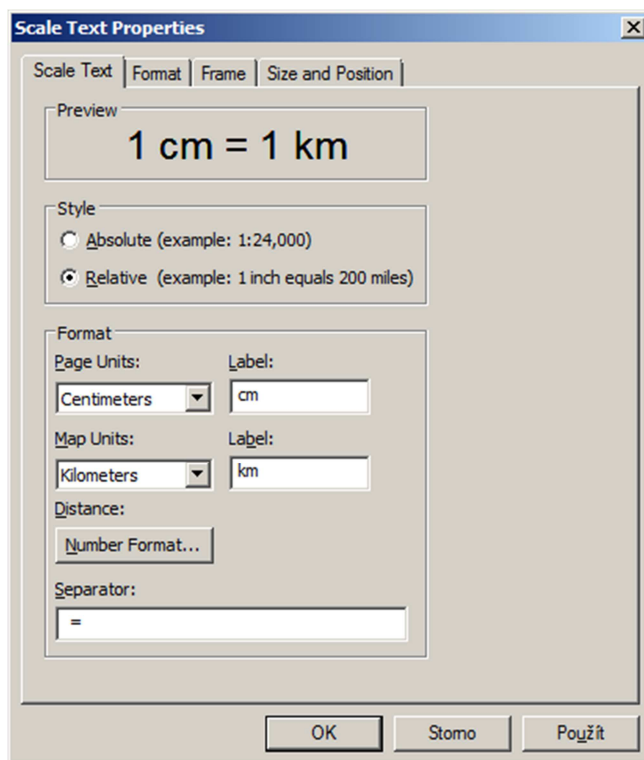 Scale Text Properties
Scale Text Format Frame Size and Position
Preview
1 cm = 1 km
Style
Absolute (example: 1:24,000)
Relative (example: 1 inch equals 200 miles)
Format
Page Units: Label:
Centimeters cm
Map Units: Label:
Kilometers km
Distance:
Number Format...
Separator:
=
OK Storno Použít